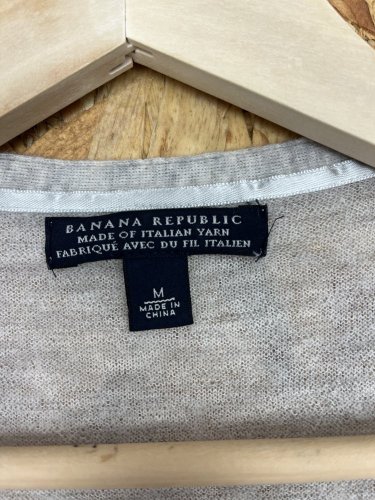 BANANA REPUBLIC
MADE OF ITALIAN YARN
FABRIQUÉ AVEC DU FIL ITALIEN
M
MADE IN
CHINA